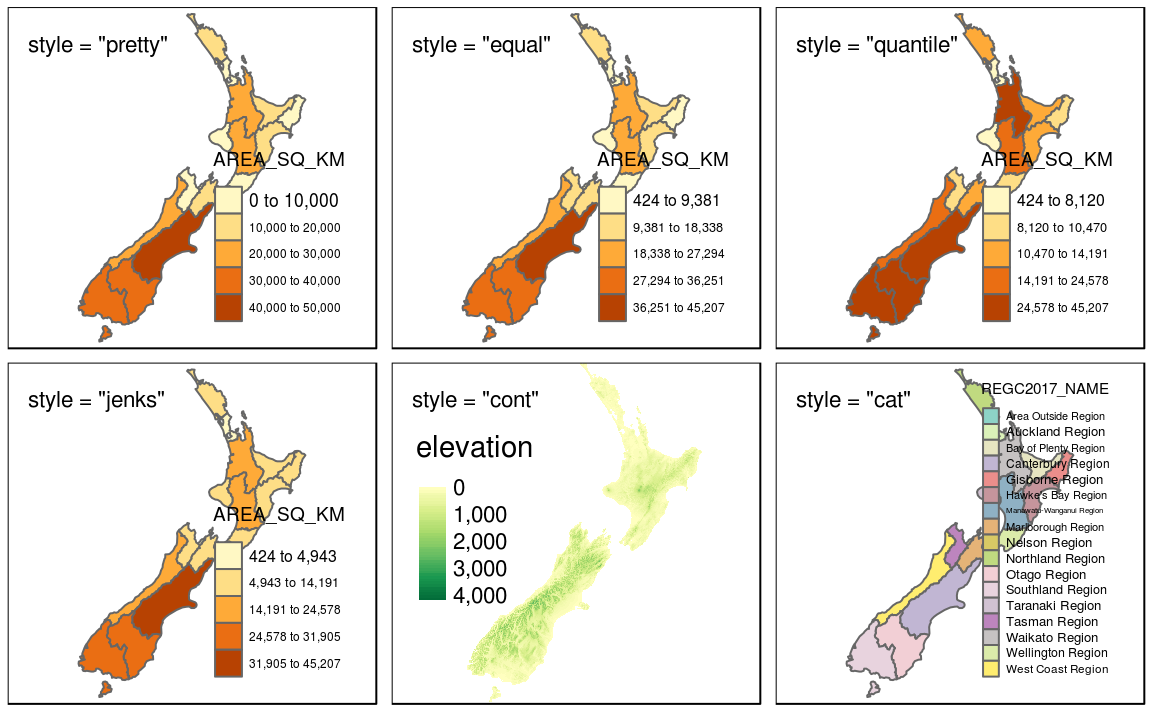 style = "pretty"
AREA_SQ_KM
0 to 10,000
10,000 to 20,000
20,000 to 30,000
30,000 to 40,000
40,000 to 50,000
style = "equal"
AREA_SQ_KM
424 to 9,381
9,381 to 18,338
18,338 to 27,294
27,294 to 36,251
36,251 to 45,207
style = "quantile"
AREA_SQ_KM
424 to 8,120
8,120 to 10,470
10,470 to 14,191
14,191 to 24,578
24,578 to 45,207
style = "jenks"
AREA_SQ_KM
424 to 4,943
4,943 to 14,191
14,191 to 24,578
24,578 to 31,905
31,905 to 45,207
style = "cont"
elevation
0
1,000
2,000
3,000
4,000
style = "cat"
REGC2017_NAME
Area Outside Region
Auckland Region
Bay of Plenty Region
Canterbury Region
Gisborne Region
Hawke's Bay Region
Manawatu-Wanganui Region
Marlborough Region
Nelson Region
Northland Region
Otago Region
Southland Region
Taranaki Region
Tasman Region
Waikato Region
Wellington Region
West Coast Region